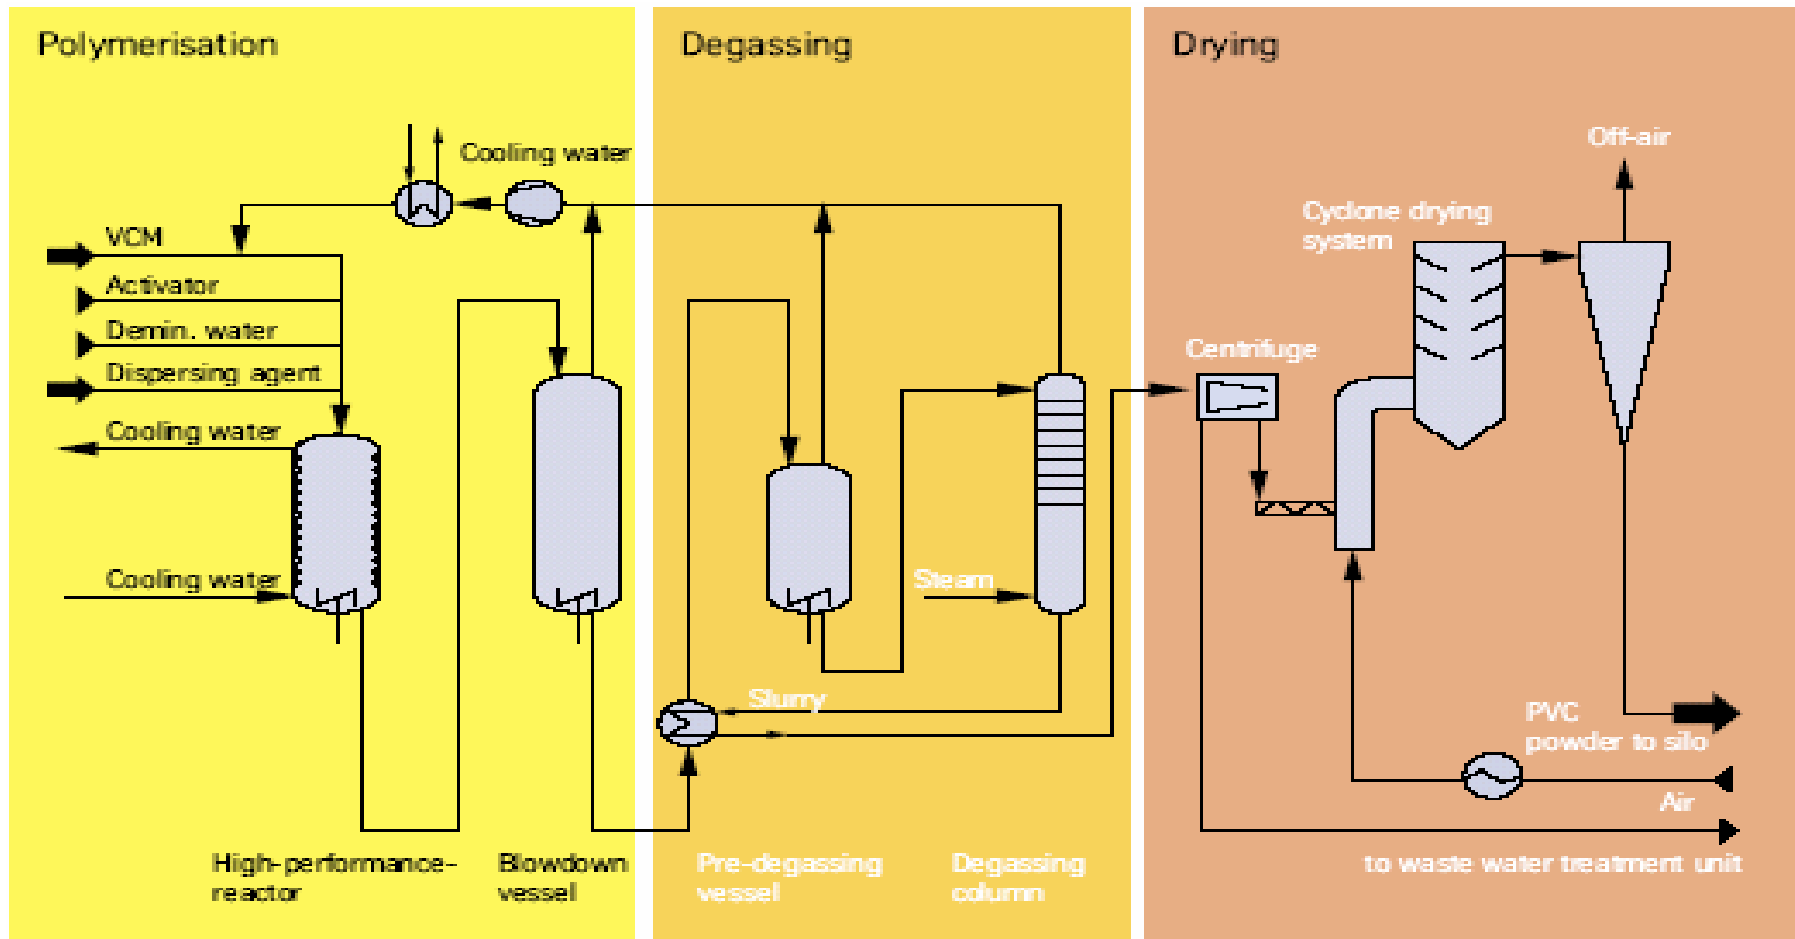 Polymerisation
Degassing
Drying
Cooling water
Off-air
Cyclone drying
system
VCM
Activator
Demin. water
Dispersing agent
Centrifuge
Cooling water
Cooling water
Steam
Slurry
PVC
powder to silo
Air
High-performance-
reactor
Blowdown
vessel
Pre-degassing
vessel
Degassing
column
to waste water treatment unit